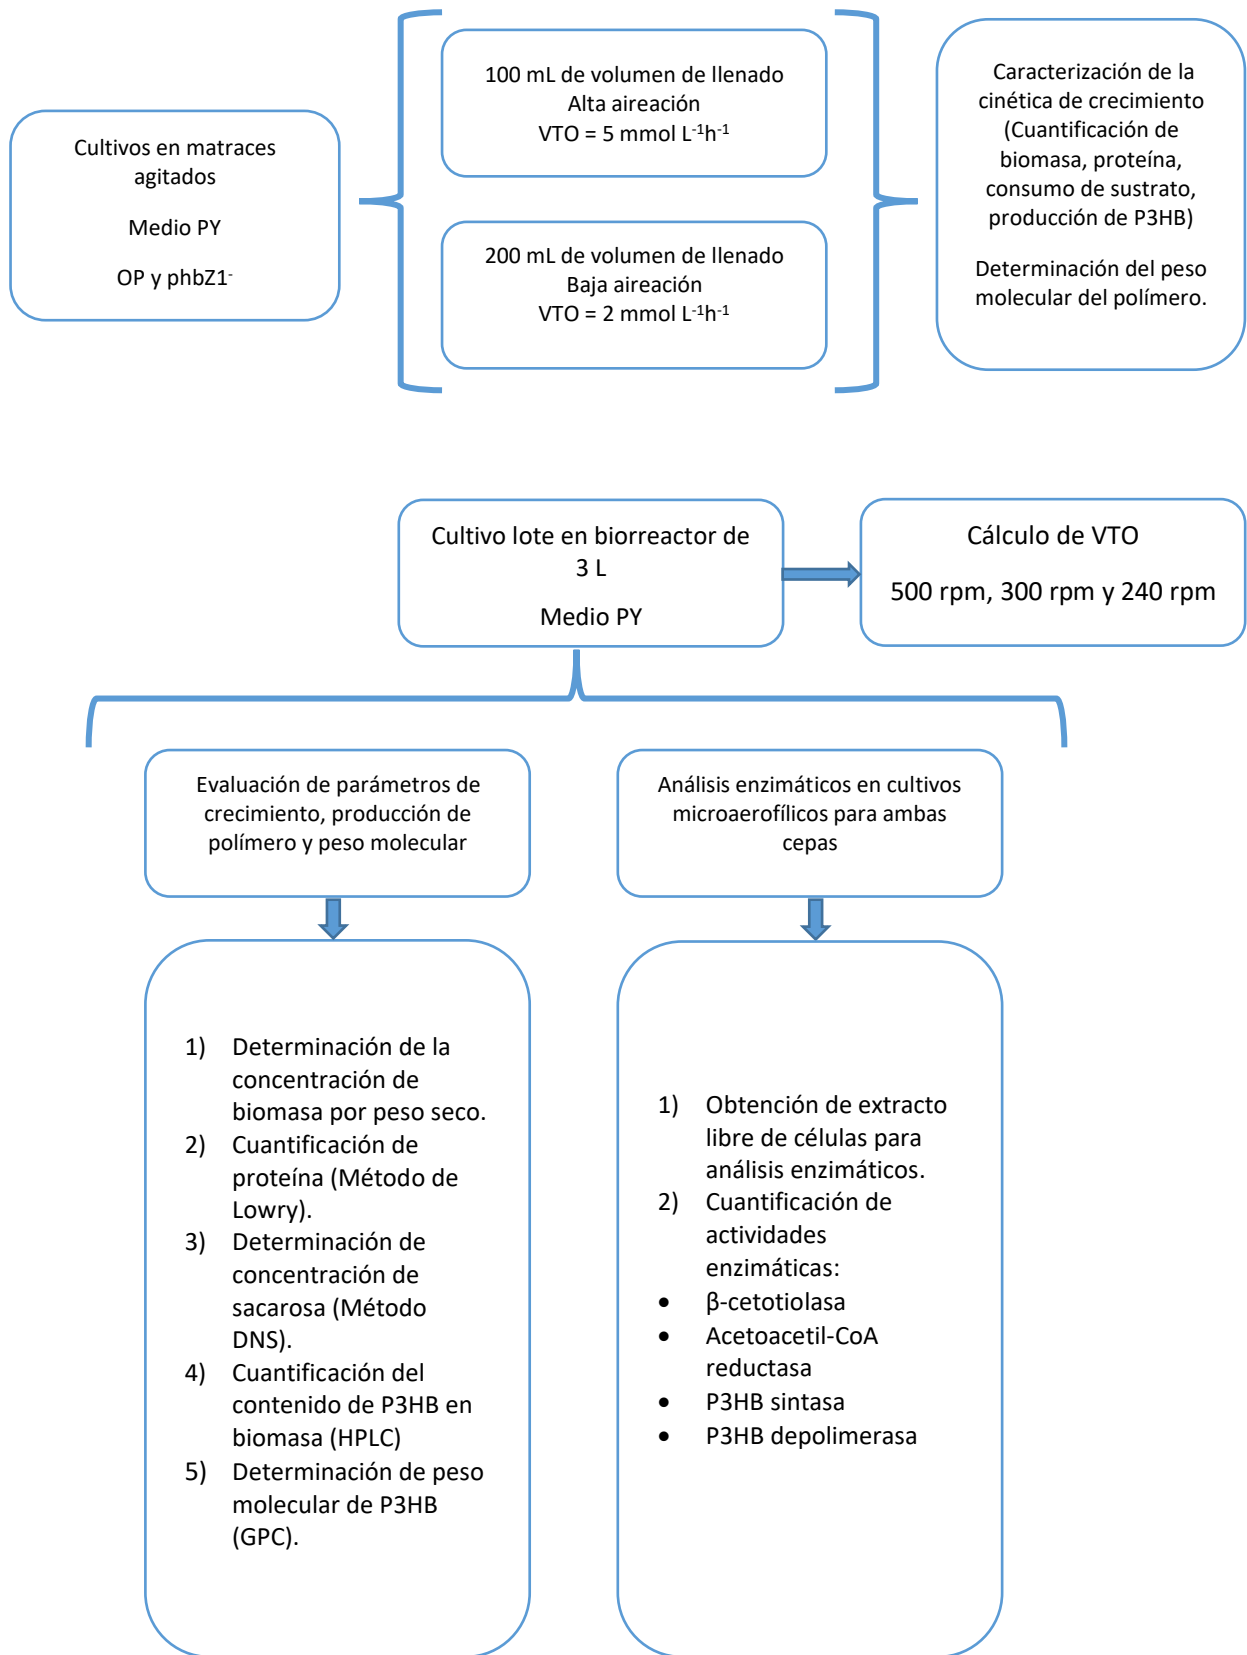 Cultivos en matraces
agitados
Medio PY
OP y phbZ1⁻
100 mL de volumen de llenado
Alta aireación
VTO = 5 mmol L⁻¹h⁻¹
200 mL de volumen de llenado
Baja aireación
VTO = 2 mmol L⁻¹h⁻¹
Caracterización de la
cinética de crecimiento
(Cuantificación de
biomasa, proteína,
consumo de sustrato,
producción de P3HB)
Determinación del peso
molecular del polímero.
Cultivo lote en biorreactor de
3 L
Medio PY
Cálculo de VTO
500 rpm, 300 rpm y 240 rpm
Evaluación de parámetros de
crecimiento, producción de
polímero y peso molecular
Análisis enzimáticos en cultivos
microaerofílicos para ambas
cepas
1) Determinación de la
concentración de
biomasa por peso seco.
2) Cuantificación de
proteína (Método de
Lowry).
3) Determinación de
concentración de
sacarosa (Método
DNS).
4) Cuantificación del
contenido de P3HB en
biomasa (HPLC)
5) Determinación de peso
molecular de P3HB
(GPC).
1) Obtención de extracto
libre de células para
análisis enzimáticos.
2) Cuantificación de
actividades
enzimáticas:
• β-cetotiolasa
• Acetoacetil-CoA
reductasa
• P3HB sintasa
• P3HB depolimerasa